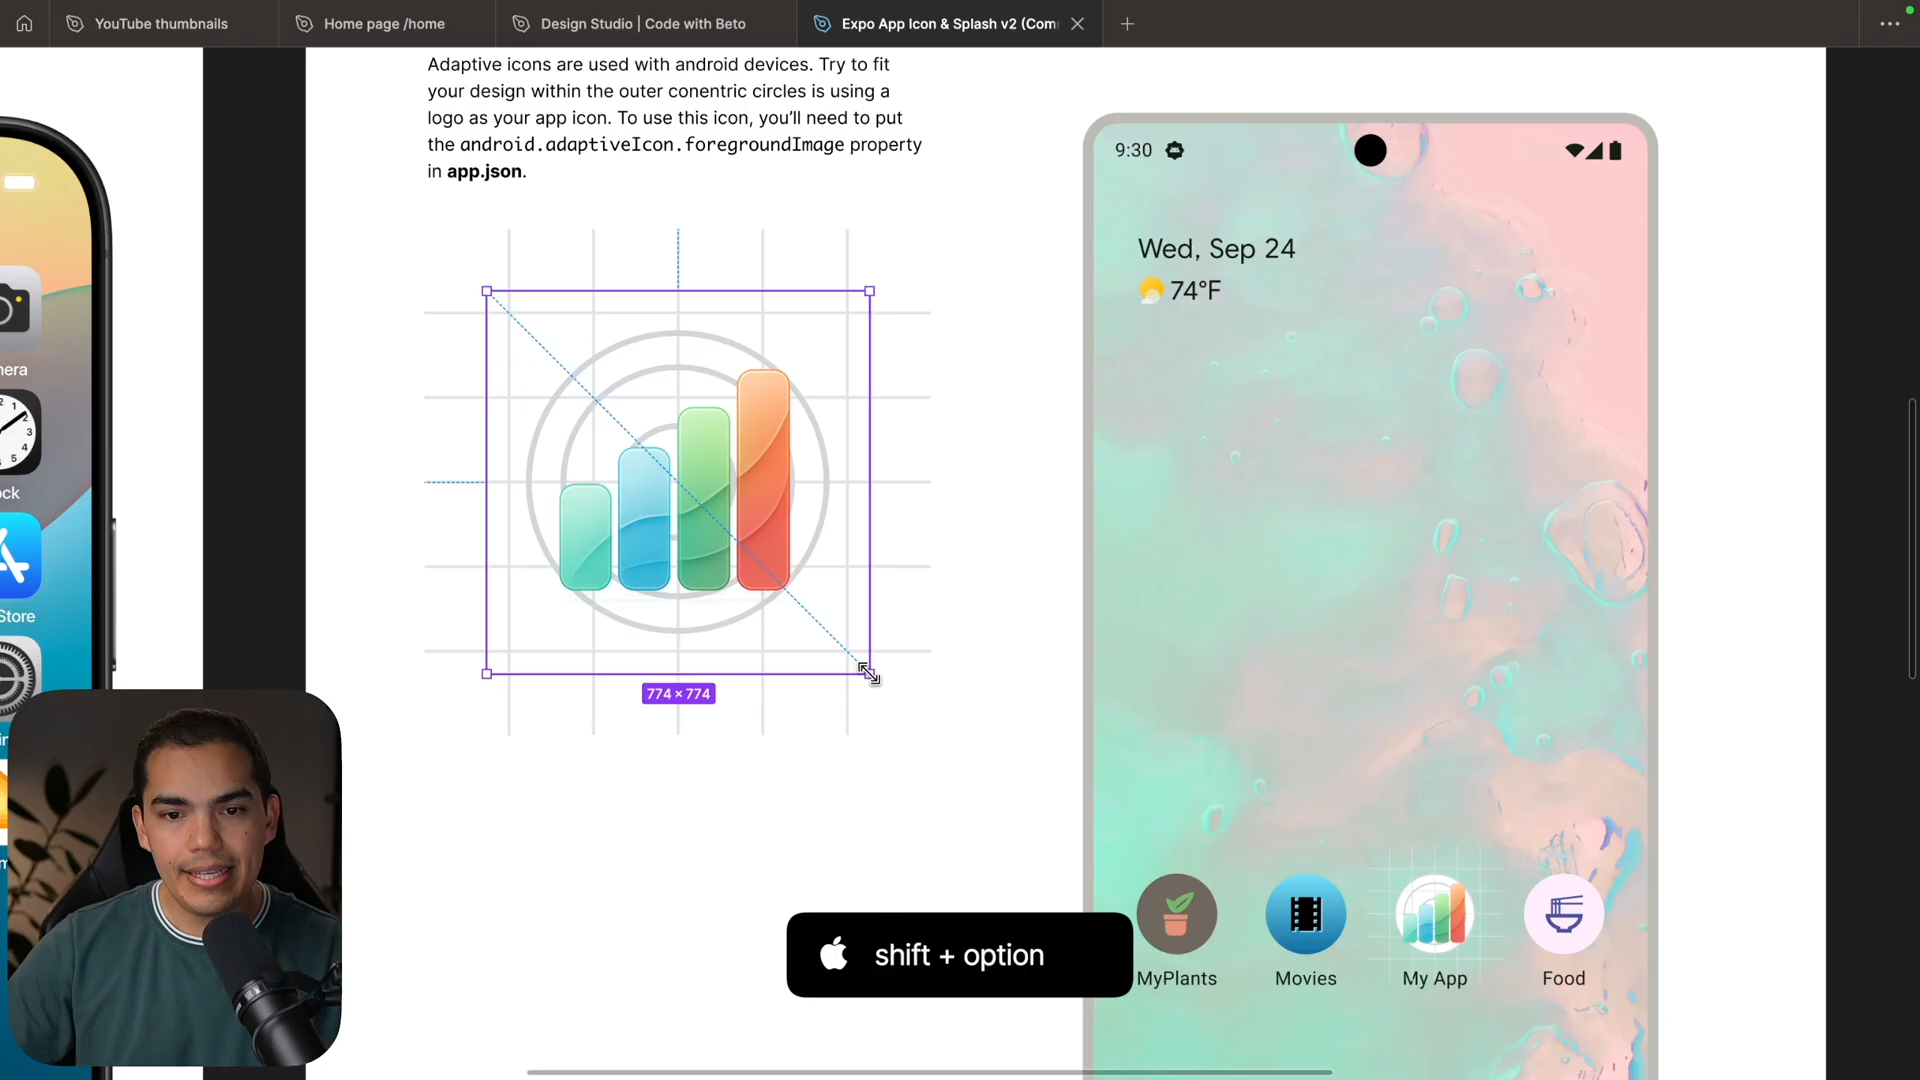 YouTube thumbnails
Home page /home
Design Studio | Code with Beto
Expo App Icon & Splash v2 (Com
Adaptive icons are used with android devices. Try to fit
your design within the outer conentric circles is using a
logo as your app icon. To use this icon, you'll need to put
the android.adaptiveIcon.foregroundImage property
in app.json.
9:30
Wed, Sep 24
74°F
774 × 774
shift + option
MyPlants
Movies
My App
Food
nera
ock
Store